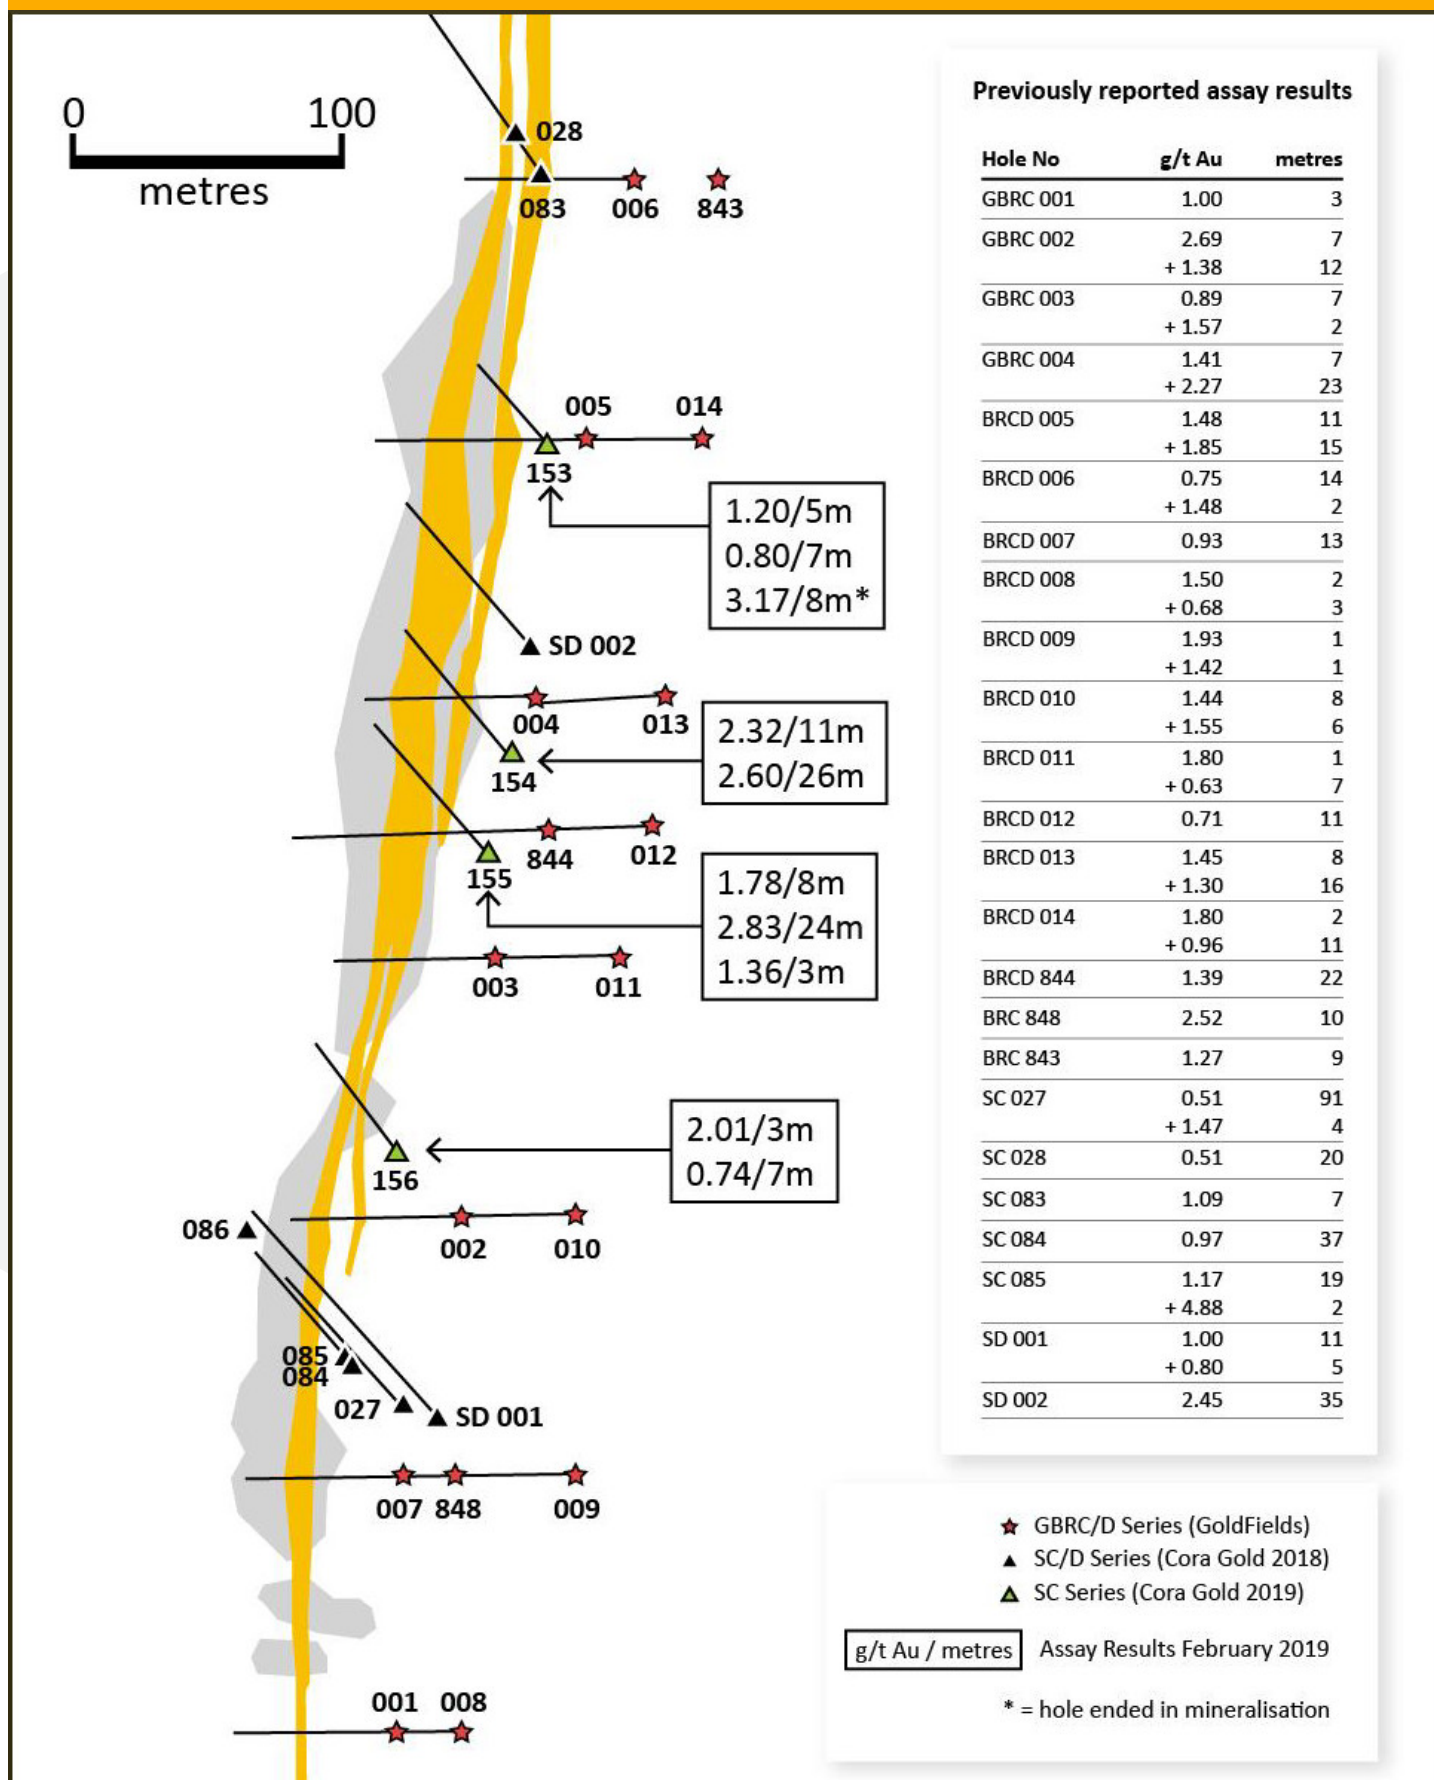 0 100
metres
028
083 006 843
005 014
153
1.20/5m
0.80/7m
3.17/8m*
SD 002
004 013
154
2.32/11m
2.60/26m
844 012
155
1.78/8m
2.83/24m
1.36/3m
003 011
156
2.01/3m
0.74/7m
086
002 010
085
084
027
SD 001
007 848 009
001 008
Previously reported assay results
Hole No g/t Au metres
GBRC 001 1.00 3
GBRC 002 2.69 7
+ 1.38 12
GBRC 003 0.89 7
+ 1.57 2
GBRC 004 1.41 7
+ 2.27 23
BRCD 005 1.48 11
+ 1.85 15
BRCD 006 0.75 14
+ 1.48 2
BRCD 007 0.93 13
BRCD 008 1.50 2
+ 0.68 3
BRCD 009 1.93 1
+ 1.42 1
BRCD 010 1.44 8
+ 1.55 6
BRCD 011 1.80 1
+ 0.63 7
BRCD 012 0.71 11
BRCD 013 1.45 8
+ 1.30 16
BRCD 014 1.80 2
+ 0.96 11
BRCD 844 1.39 22
BRC 848 2.52 10
BRC 843 1.27 9
SC 027 0.51 91
+ 1.47 4
SC 028 0.51 20
SC 083 1.09 7
SC 084 0.97 37
SC 085 1.17 19
+ 4.88 2
SD 001 1.00 11
+ 0.80 5
SD 002 2.45 35
GBRC/D Series (GoldFields)
SC/D Series (Cora Gold 2018)
SC Series (Cora Gold 2019)
g/t Au / metres Assay Results February 2019
* = hole ended in mineralisation